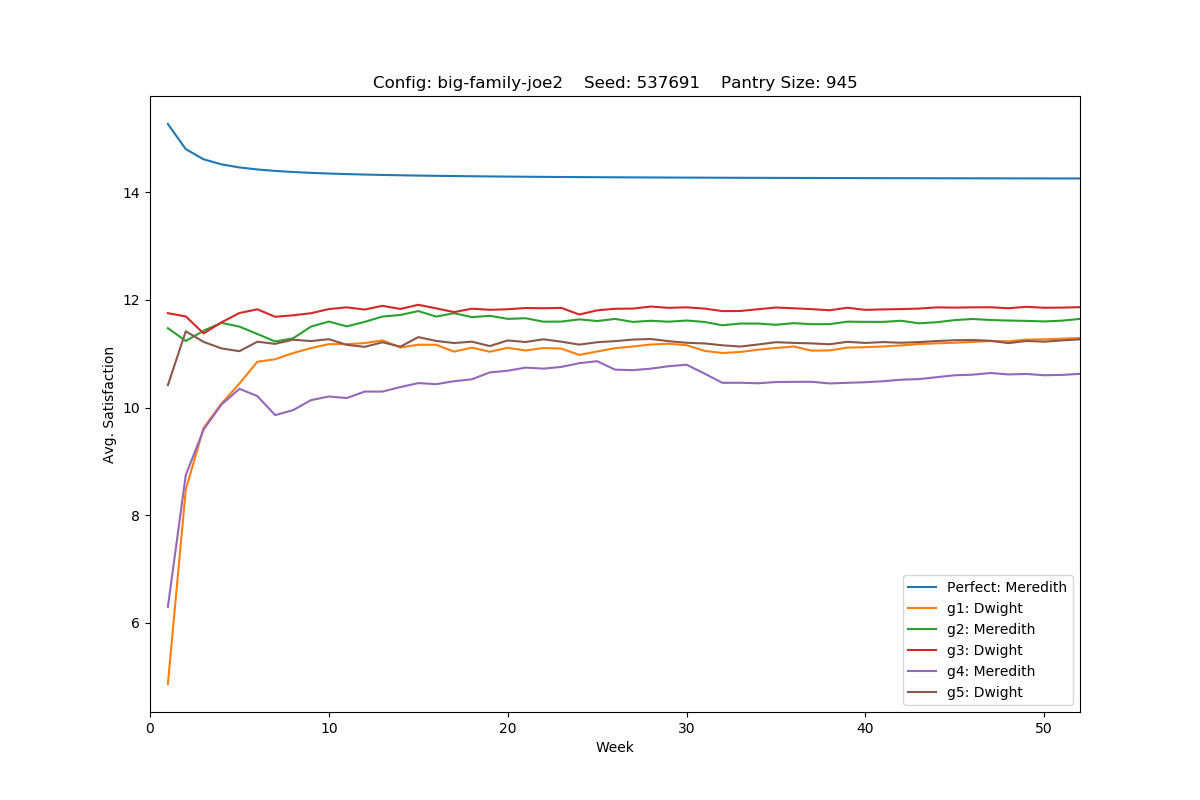 Config: big-family-joe2    Seed: 537691    Pantry Size: 945
Avg. Satisfaction
14
12
10
8
6
0 10 20 30 40 50
Week
Perfect: Meredith
g1: Dwight
g2: Meredith
g3: Dwight
g4: Meredith
g5: Dwight